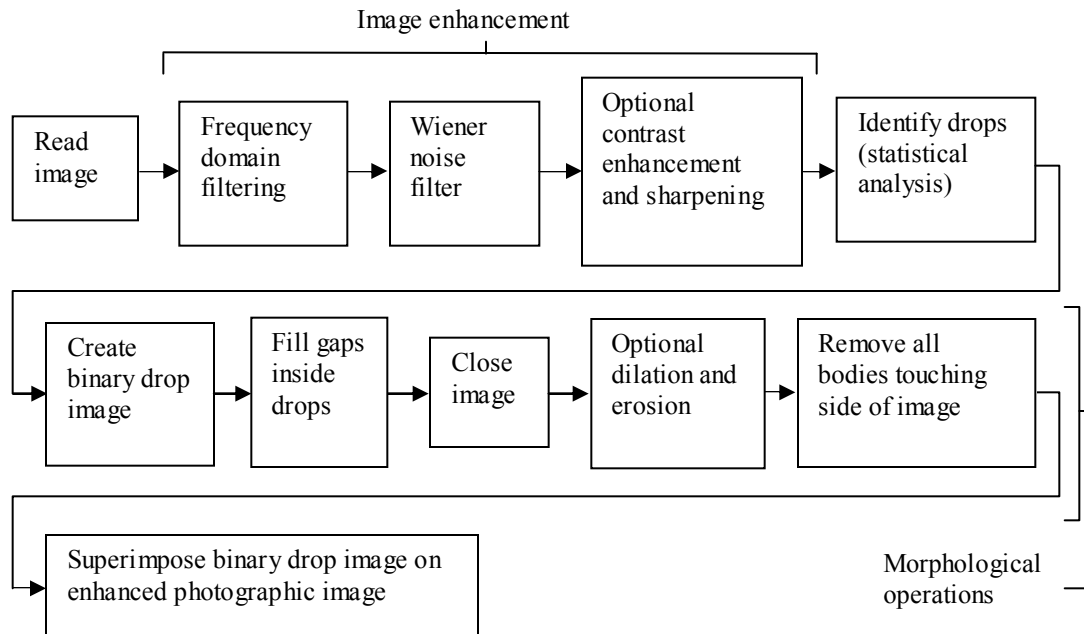 Image enhancement
Read
image
Frequency
domain
filtering
Wiener
noise
filter
Optional
contrast
enhancement
and sharpening
Identify drops
(statistical
analysis)
Create
binary drop
image
Fill gaps
inside
drops
Close
image
Optional
dilation and
erosion
Remove all
bodies touching
side of image
Superimpose binary drop image on
enhanced photographic image
Morphological
operations